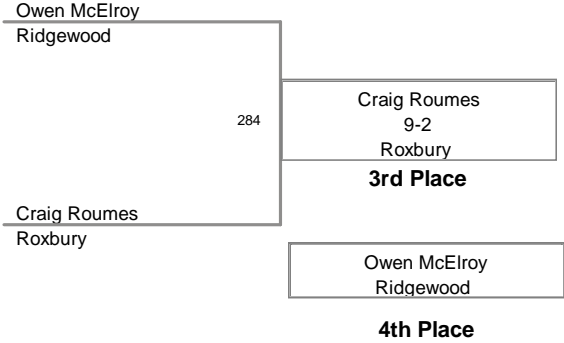 Owen McElroy
Ridgewood
284
Craig Roumes
9-2
Roxbury
3rd Place
Craig Roumes
Roxbury
Owen McElroy
Ridgewood
4th Place